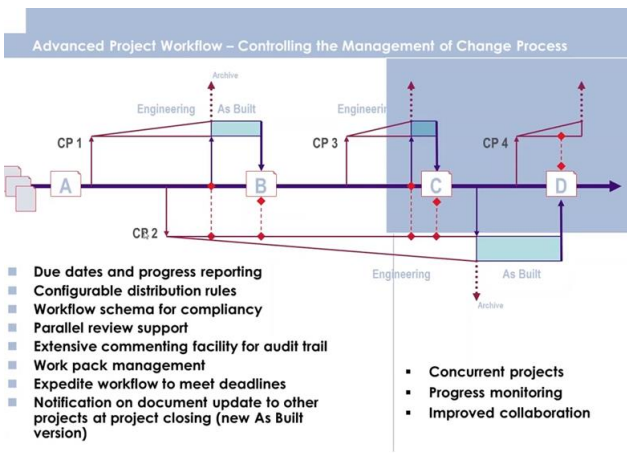 Advanced Project Workflow – Controlling the Management of Change Process
Archive
Engineering As Built Engineerin
CP 1 CP 3 CP 4
A B C D
CP 2
Engineering As Built
Archive
Due dates and progress reporting
Configurable distribution rules
Workflow schema for compliancy
Parallel review support
Extensive commenting facility for audit trail
Work pack management
Expedite workflow to meet deadlines
Notification on document update to other
projects at project closing (new As Built
version)
Concurrent projects
Progress monitoring
Improved collaboration